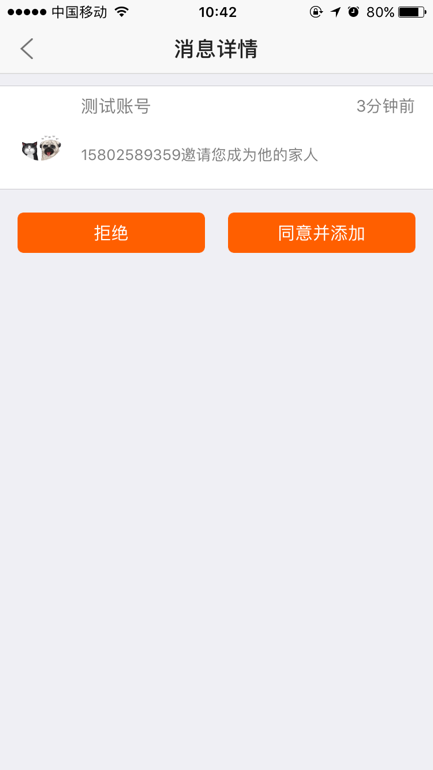 中国移动 10:42 80%
消息详情
测试账号 3分钟前
15802589359邀请您成为他的家人
拒绝 同意并添加